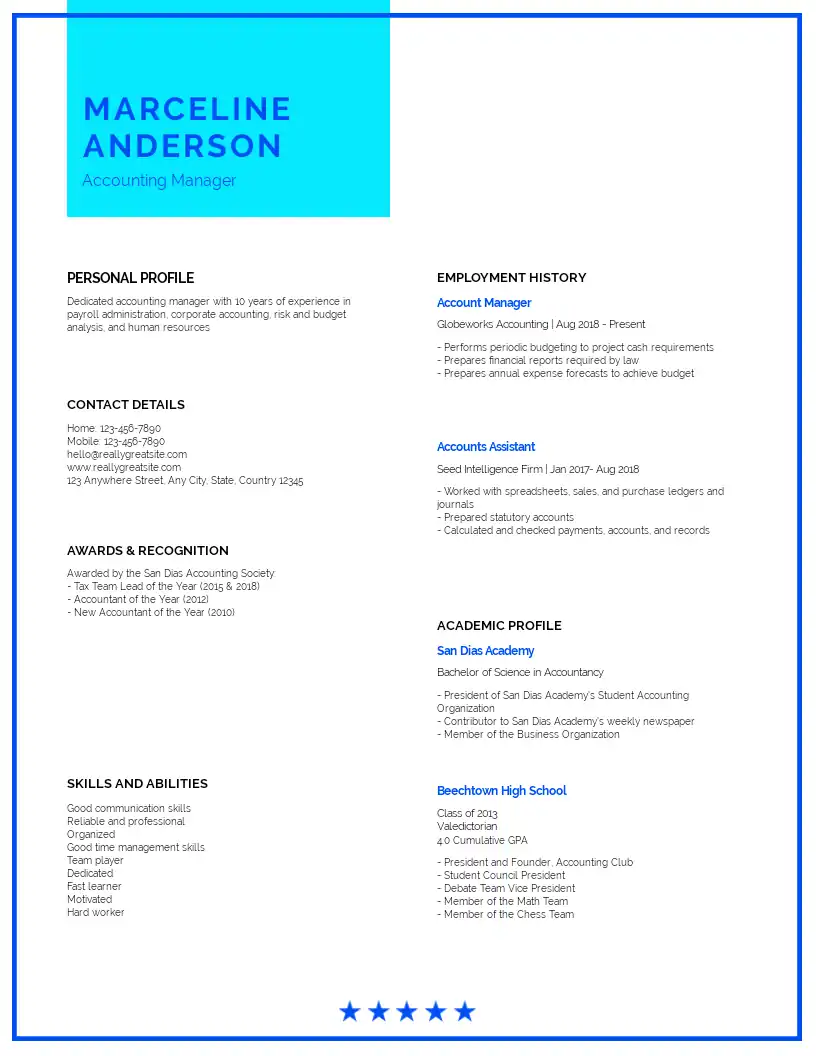 MARCELINE
ANDERSON
Accounting Manager
PERSONAL PROFILE
Dedicated accounting manager with 10 years of experience in
payroll administration, corporate accounting, risk and budget
analysis, and human resources
CONTACT DETAILS
Home: 123-456-7890
Mobile: 123-456-7890
hello@reallygreatsite.com
www.reallygreatsite.com
123 Anywhere Street, Any City, State, Country 12345
AWARDS & RECOGNITION
Awarded by the San Dias Accounting Society:
- Tax Team Lead of the Year (2015 & 2018)
- Accountant of the Year (2012)
- New Accountant of the Year (2010)
SKILLS AND ABILITIES
Good communication skills
Reliable and professional
Organized
Good time management skills
Team player
Dedicated
Fast learner
Motivated
Hard worker
EMPLOYMENT HISTORY
Account Manager
Globeworks Accounting | Aug 2018 - Present
- Performs periodic budgeting to project cash requirements
- Prepares financial reports required by law
- Prepares annual expense forecasts to achieve budget
Accounts Assistant
Seed Intelligence Firm | Jan 2017- Aug 2018
- Worked with spreadsheets, sales, and purchase ledgers and
journals
- Prepared statutory accounts
- Calculated and checked payments, accounts, and records
ACADEMIC PROFILE
San Dias Academy
Bachelor of Science in Accountancy
- President of San Dias Academy's Student Accounting
Organization
- Contributor to San Dias Academy's weekly newspaper
- Member of the Business Organization
Beechtown High School
Class of 2013
Valedictorian
4.0 Cumulative GPA
- President and Founder, Accounting Club
- Student Council President
- Debate Team Vice President
- Member of the Math Team
- Member of the Chess Team